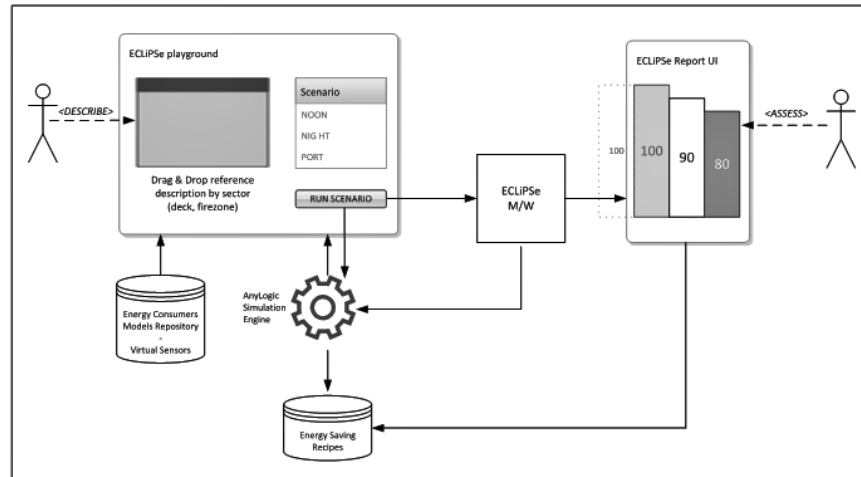 ECLiPSe playground
<DESCRIBE>
Scenario
NOON
NIG HT
PORT
Drag & Drop reference
description by sector
(deck, firezone)
RUN SCENARIO
ECLiPSe
M/W
ECLiPSe Report UI
100
100
90
80
<ASSESS>
Energy Consumers
Models Repository
-
Virtual Sensors
AnyLogic
Simulation
Engine
Energy Saving
Recipes